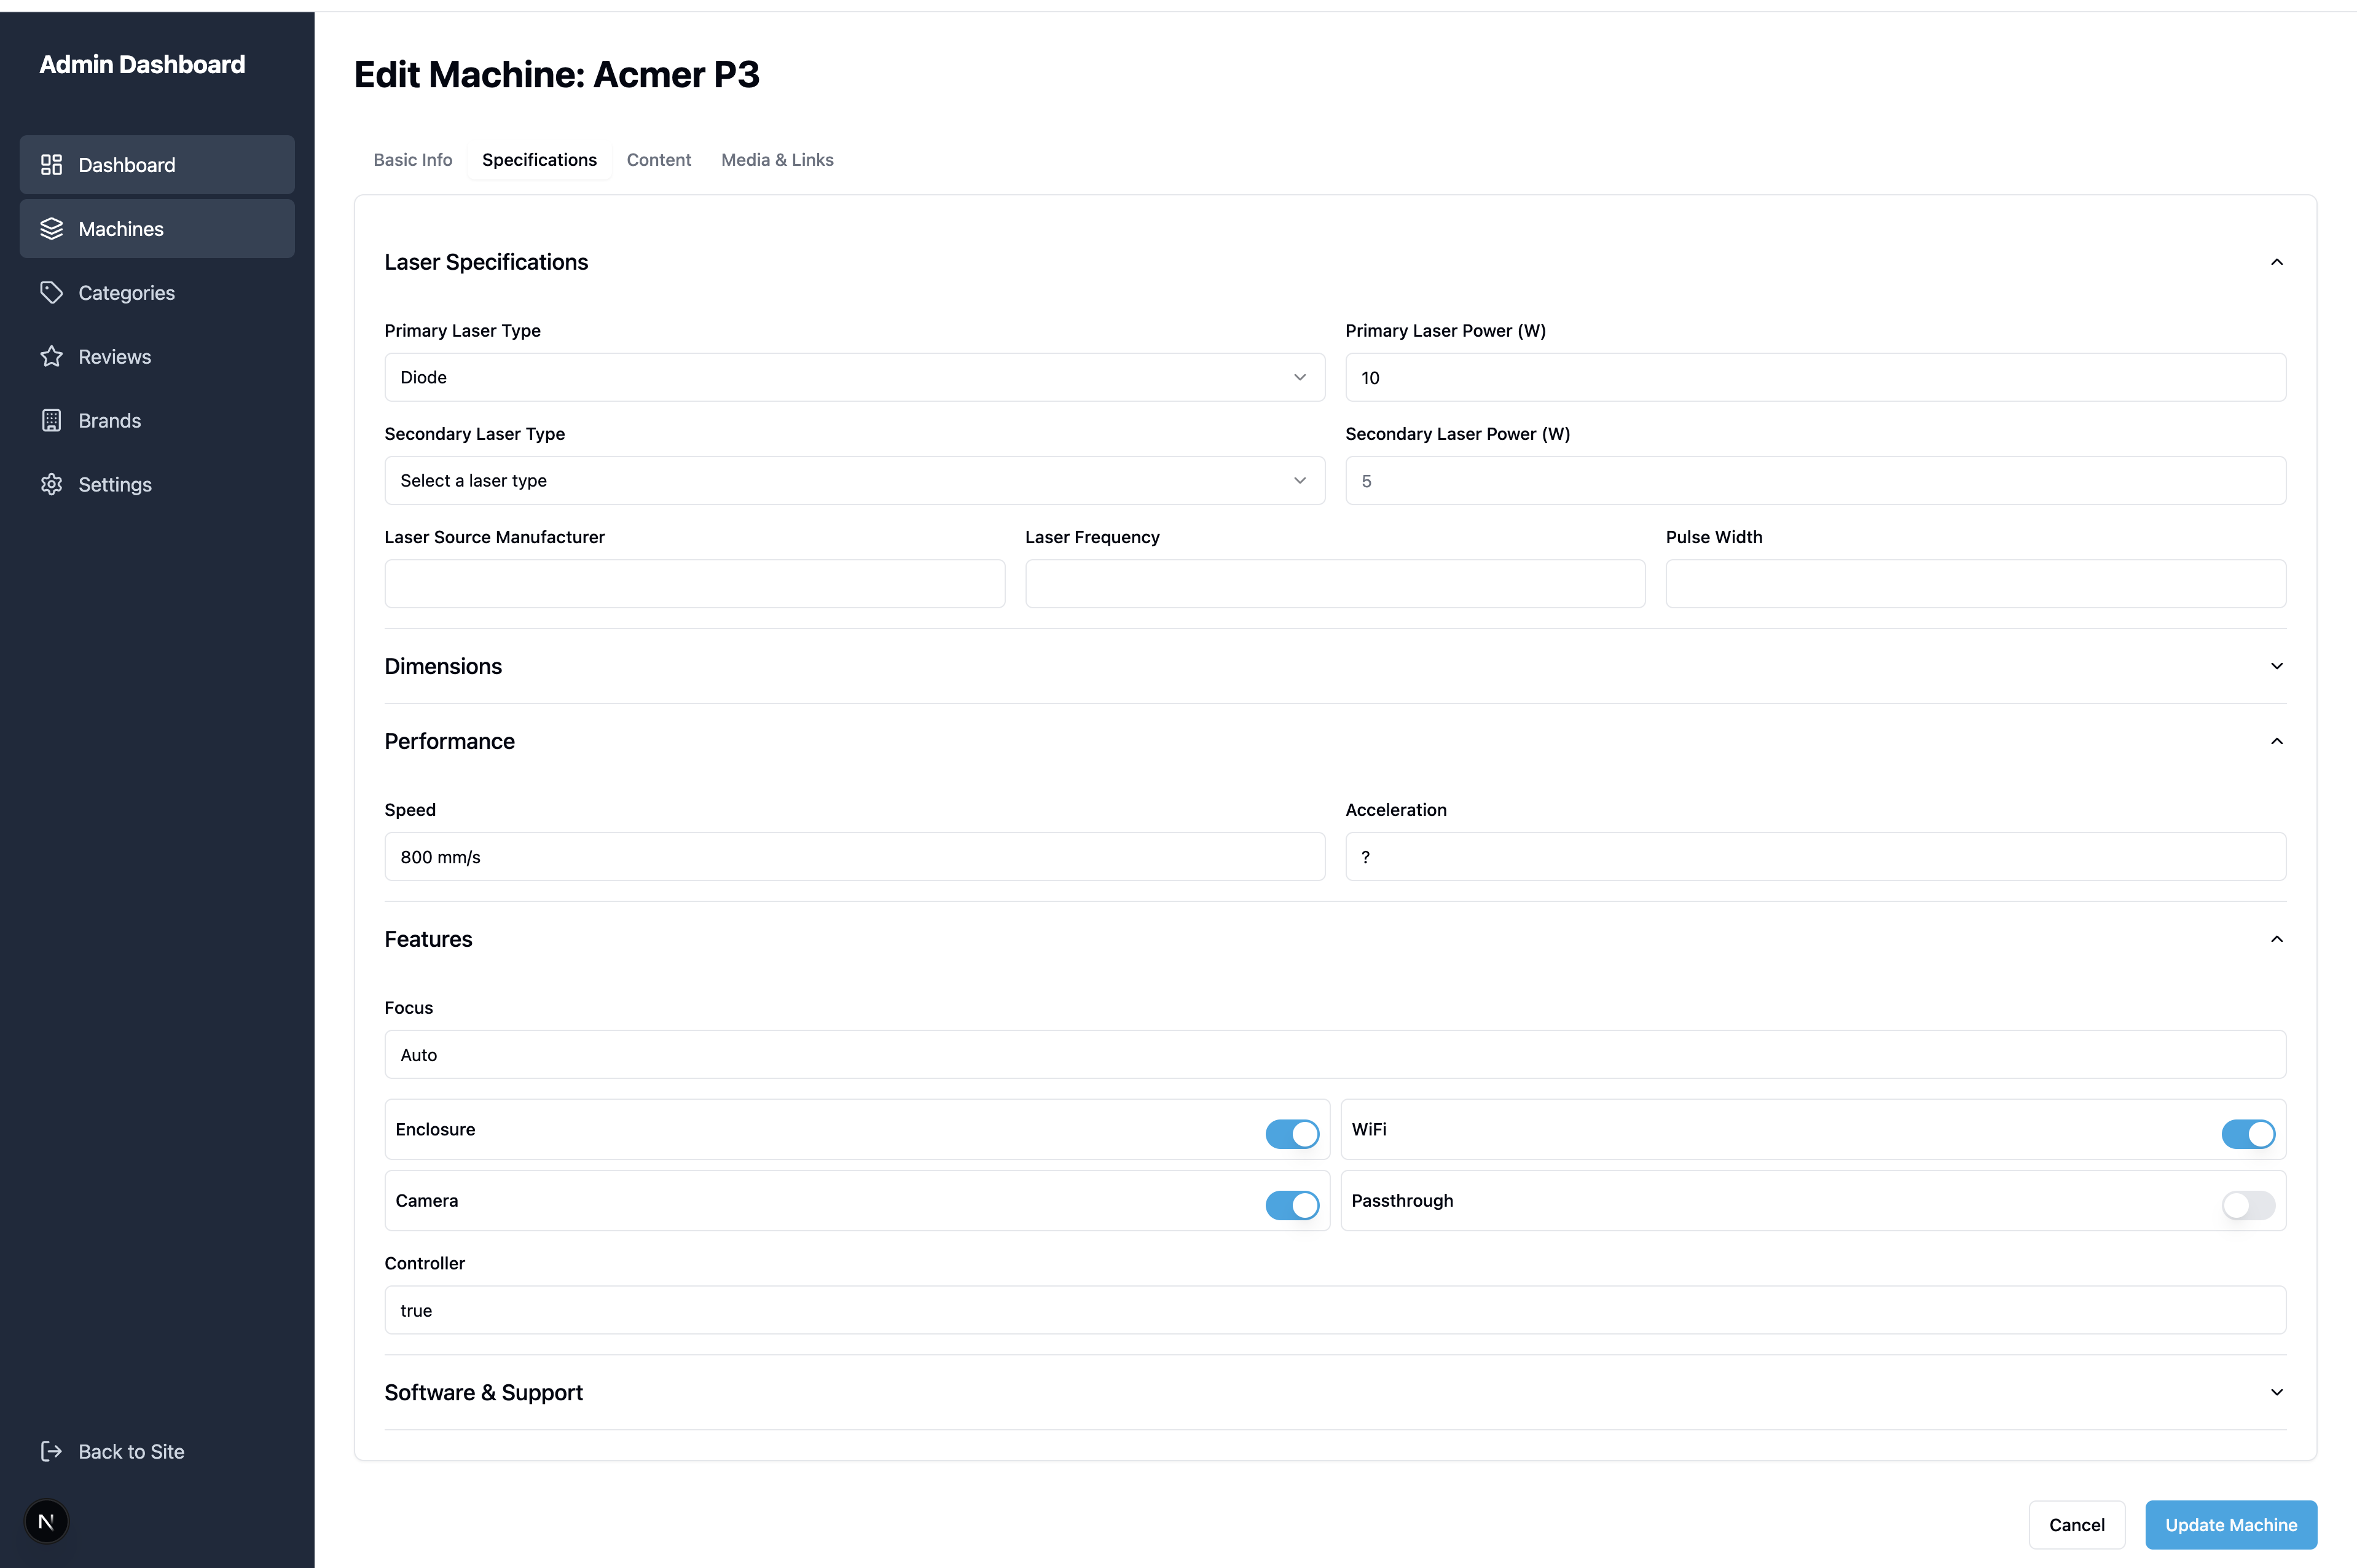 Admin Dashboard
Dashboard
Machines
Categories
Reviews
Brands
Settings
Back to Site
N
Edit Machine: Acmer P3
Basic Info Specifications Content Media & Links
Laser Specifications
Primary Laser Type Primary Laser Power (W)
Diode 10
Secondary Laser Type Secondary Laser Power (W)
Select a laser type 5
Laser Source Manufacturer Laser Frequency Pulse Width
Dimensions
Performance
Speed Acceleration
800 mm/s ?
Features
Focus
Auto
Enclosure WiFi
Camera Passthrough
Controller
true
Software & Support
Cancel Update Machine